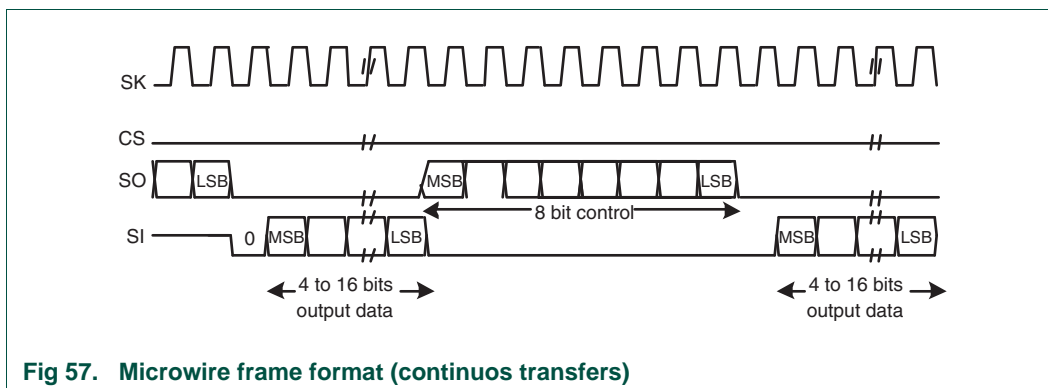 SK
CS
SO
LSB
MSB
LSB
8 bit control
SI
0
MSB
LSB
MSB
LSB
4 to 16 bits
output data
4 to 16 bits
output data
Fig 57. Microwire frame format (continuos transfers)